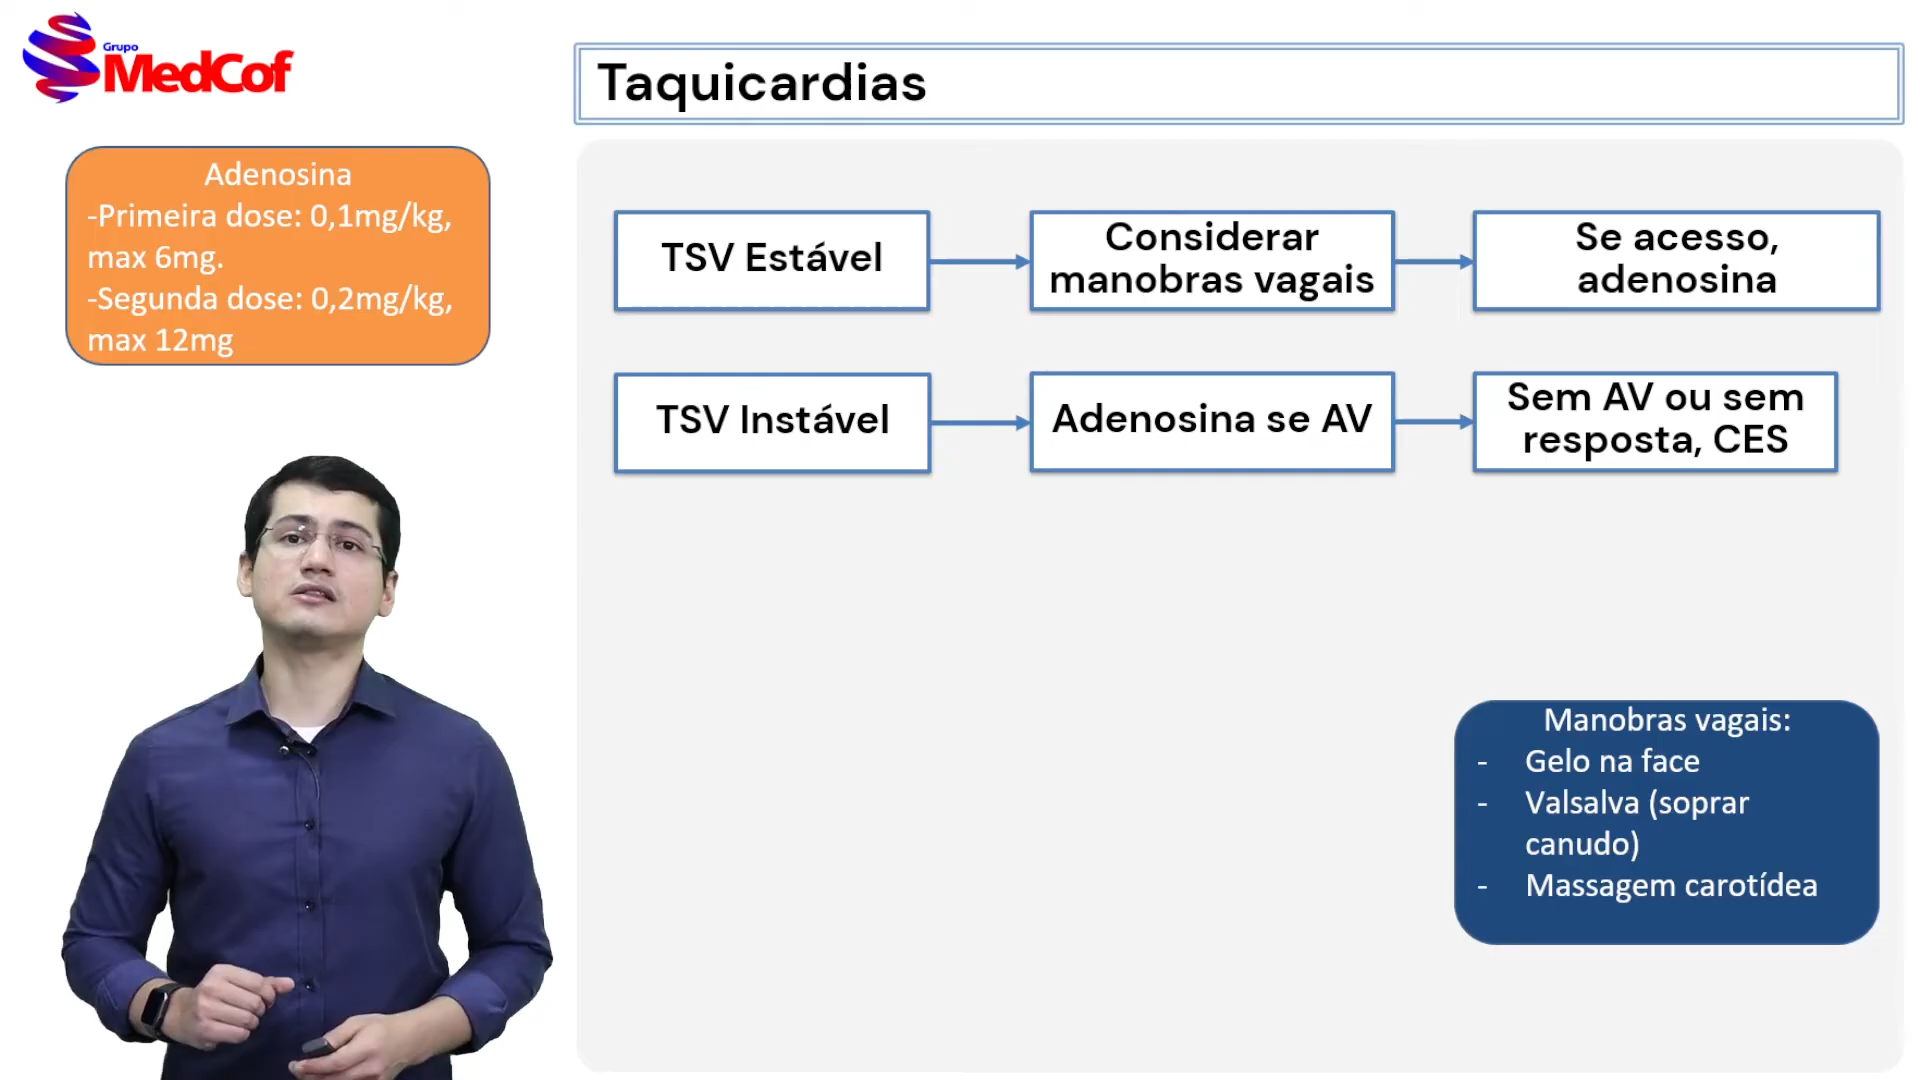 Grupo
MedCof
Taquicardias
Adenosina
-Primeira dose: 0,1mg/kg,
max 6mg.
-Segunda dose: 0,2mg/kg,
max 12mg
TSV Estável
Considerar
manobras vagais
Se acesso,
adenosina
TSV Instável
Adenosina se AV
Sem AV ou sem
resposta, CES
Manobras vagais:
- Gelo na face
- Valsalva (soprar
canudo)
- Massagem carotídea